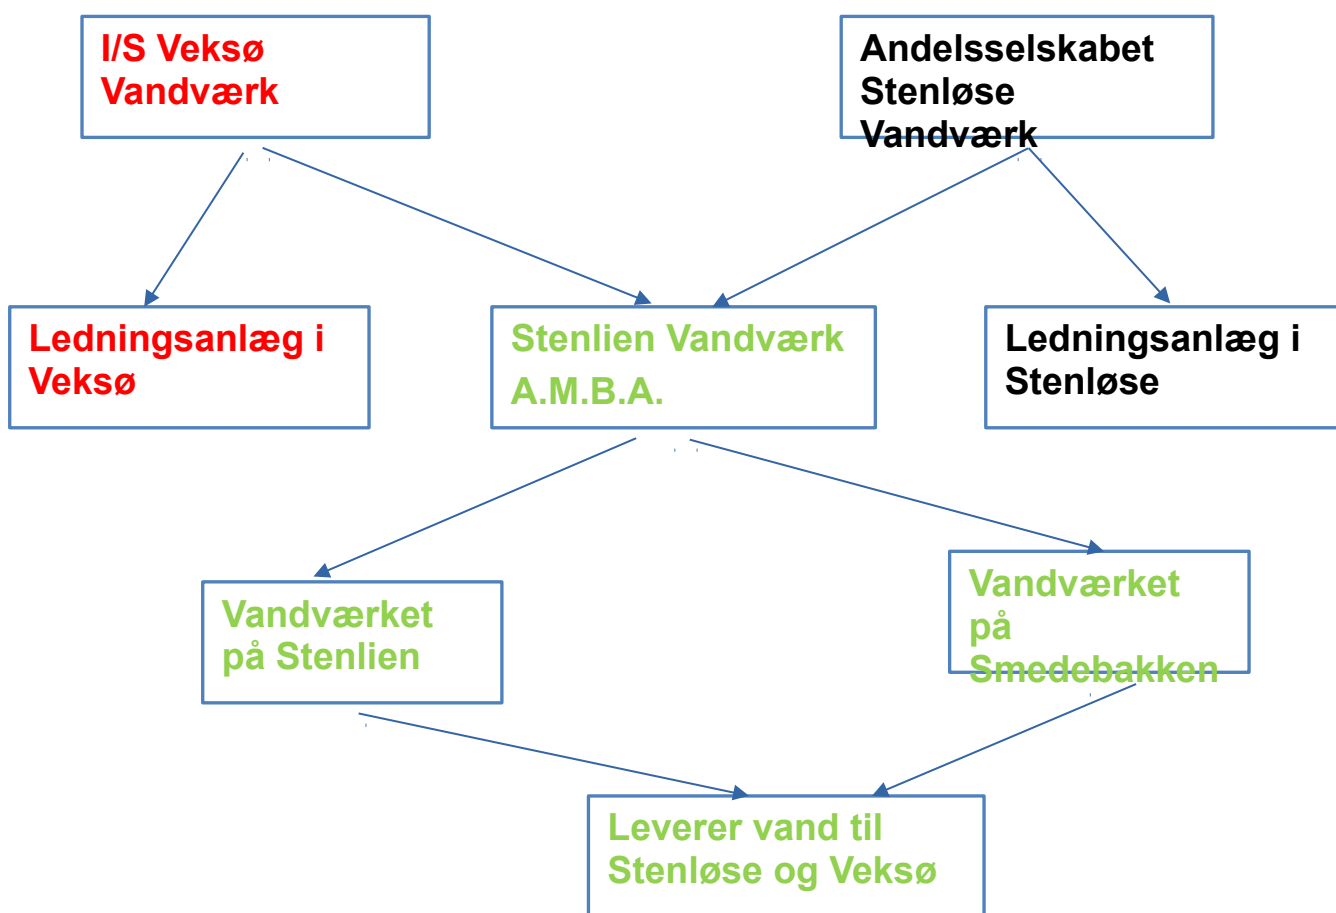 I/S Veksø
Vandværk
Andelsselskabet
Stenløse
Vandværk
Ledningsanlæg i
Veksø
Stenlien Vandværk
A.M.B.A.
Ledningsanlæg i
Stenløse
Vandværket
på Stenlien
Vandværket
på
Smedebakken
Leverer vand til
Stenløse og Veksø